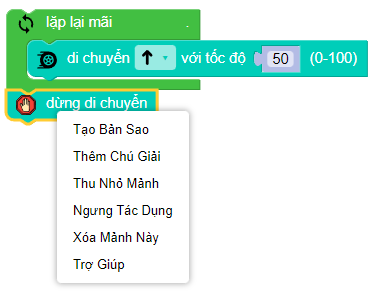 lặp lại mãi
di chuyển ↑ ▾ với tốc độ 50 (0-100)
dừng di chuyển
Tạo Bản Sao
Thêm Chú Giải
Thu Nhỏ Mảnh
Ngưng Tác Dụng
Xóa Mảnh Này
Trợ Giúp